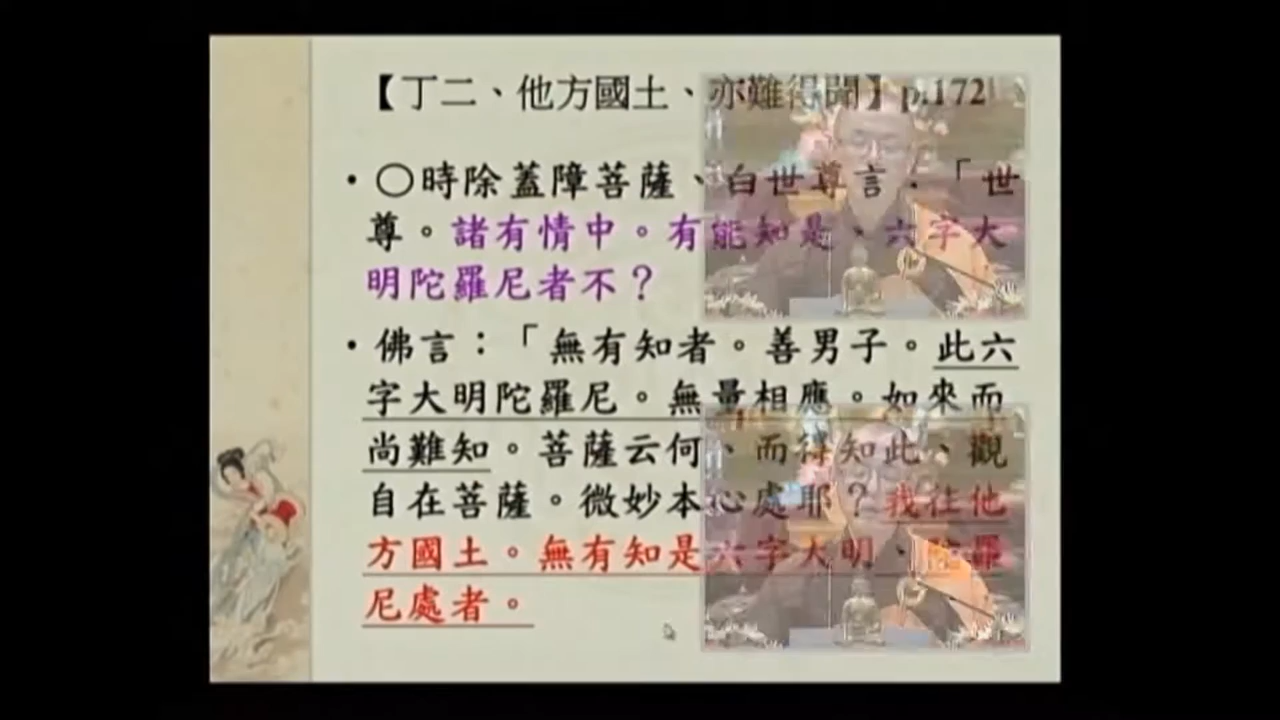 【丁二、他方國土、亦難得聞】p.172
•〇時除蓋障菩薩、白世尊言：「世
尊。諸有情中。有能知是、六字大
明陀羅尼者不？
•佛言：「無有知者。善男子。此六
字大明陀羅尼。無量相應。如來而
尚難知。菩薩云何、而得知此、觀
自在菩薩。微妙本心處耶？我往他
方國土。無有知是六字大明、陀羅
尼處者。